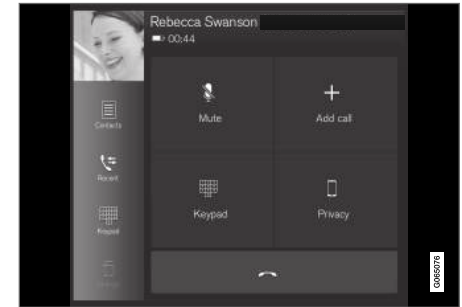 Rebecca Swanson
00:44
Contacts
Recent
Keypad
Mute
Add call
Keypad
Privacy
G065076